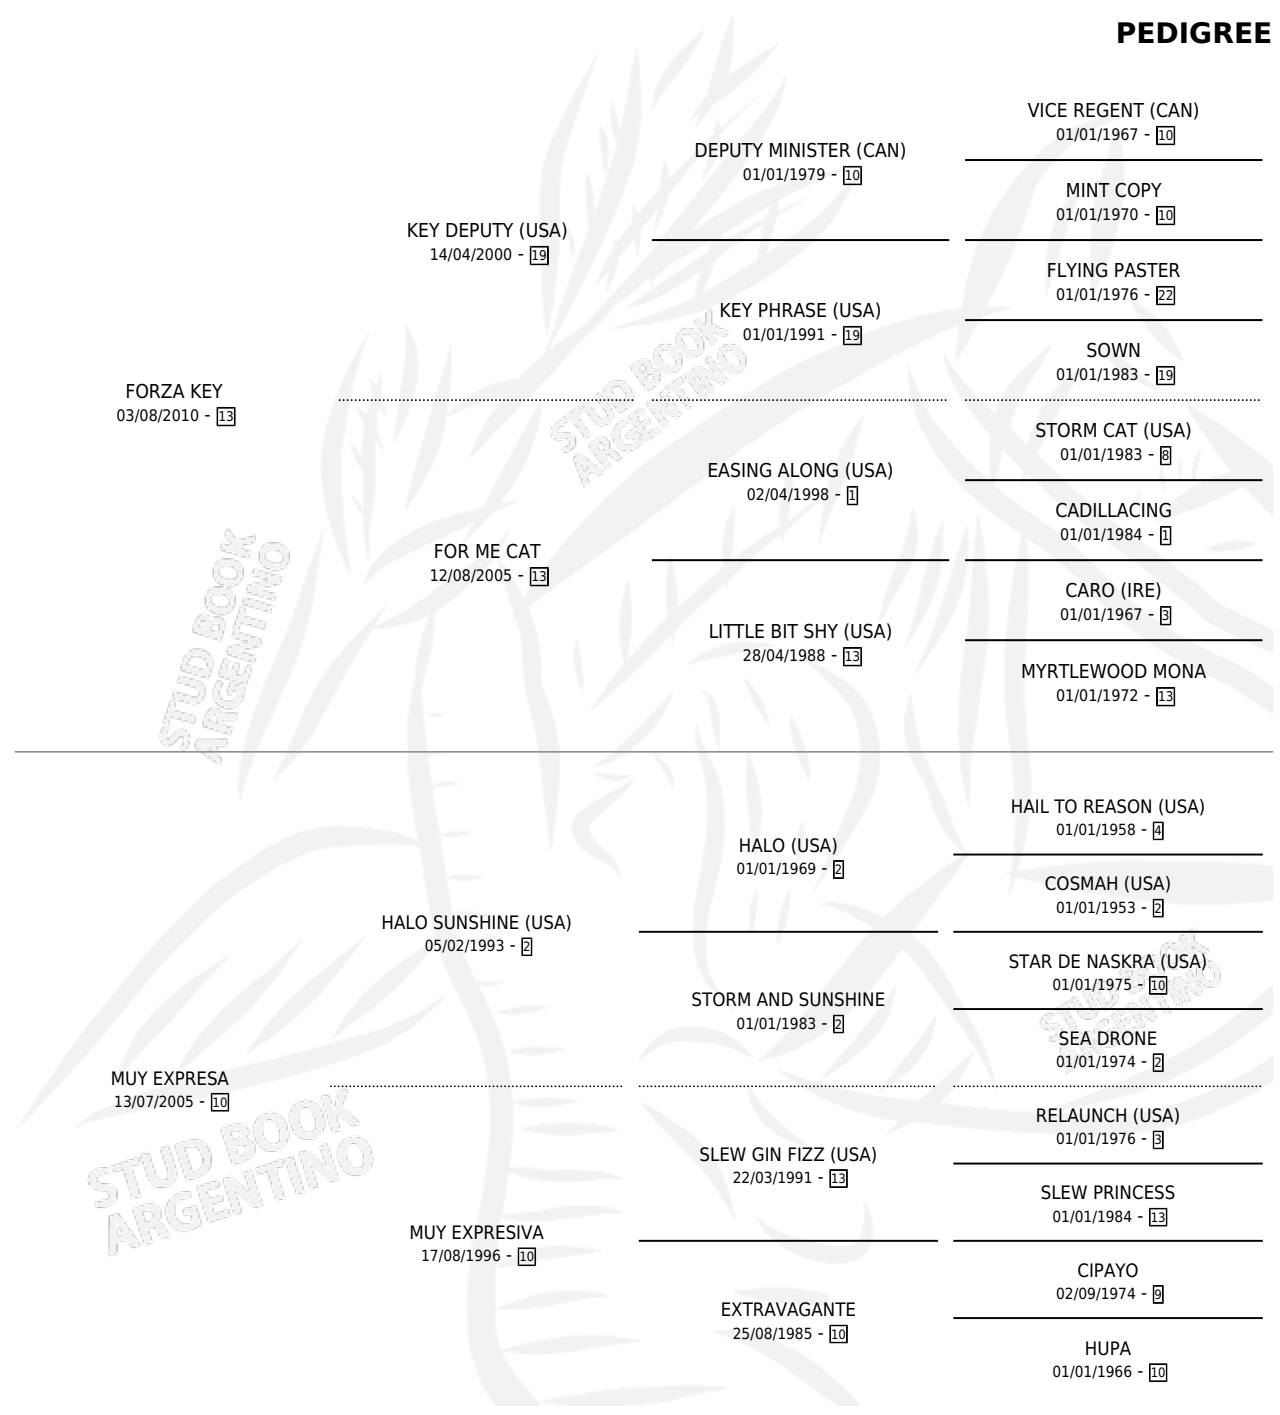 PEDIGREE
VICE REGENT (CAN)
01/01/1967 - 10
DEPUTY MINISTER (CAN)
01/01/1979 - 10
MINT COPY
01/01/1970 - 10
KEY DEPUTY (USA)
14/04/2000 - 19
FLYING PASTER
01/01/1976 - 22
KEY PHRASE (USA)
01/01/1991 - 19
SOWN
01/01/1983 - 19
FORZA KEY
03/08/2010 - 13
STORM CAT (USA)
01/01/1983 - 8
EASING ALONG (USA)
02/04/1998 - 1
CADILLACING
01/01/1984 - 1
FOR ME CAT
12/08/2005 - 13
CARO (IRE)
01/01/1967 - 3
LITTLE BIT SHY (USA)
28/04/1988 - 13
MYRTLEWOOD MONA
01/01/1972 - 13
HAIL TO REASON (USA)
01/01/1958 - 4
HALO (USA)
01/01/1969 - 2
COSMAH (USA)
01/01/1953 - 2
HALO SUNSHINE (USA)
05/02/1993 - 2
STAR DE NASKRA (USA)
01/01/1975 - 10
STORM AND SUNSHINE
01/01/1983 - 2
SEA DRONE
01/01/1974 - 2
MUY EXPRESA
13/07/2005 - 10
RELAUNCH (USA)
01/01/1976 - 3
SLEW GIN FIZZ (USA)
22/03/1991 - 13
SLEW PRINCESS
01/01/1984 - 13
MUY EXPRESIVA
17/08/1996 - 10
CIPAYO
02/09/1974 - 9
EXTRAVAGANTE
25/08/1985 - 10
HUPA
01/01/1966 - 10
STUD BOOK
ARGENTINO
STUD BOOK
ARGENTINO
STUD BOOK
ARGENTINO
STUD BOOK
ARGENTINO